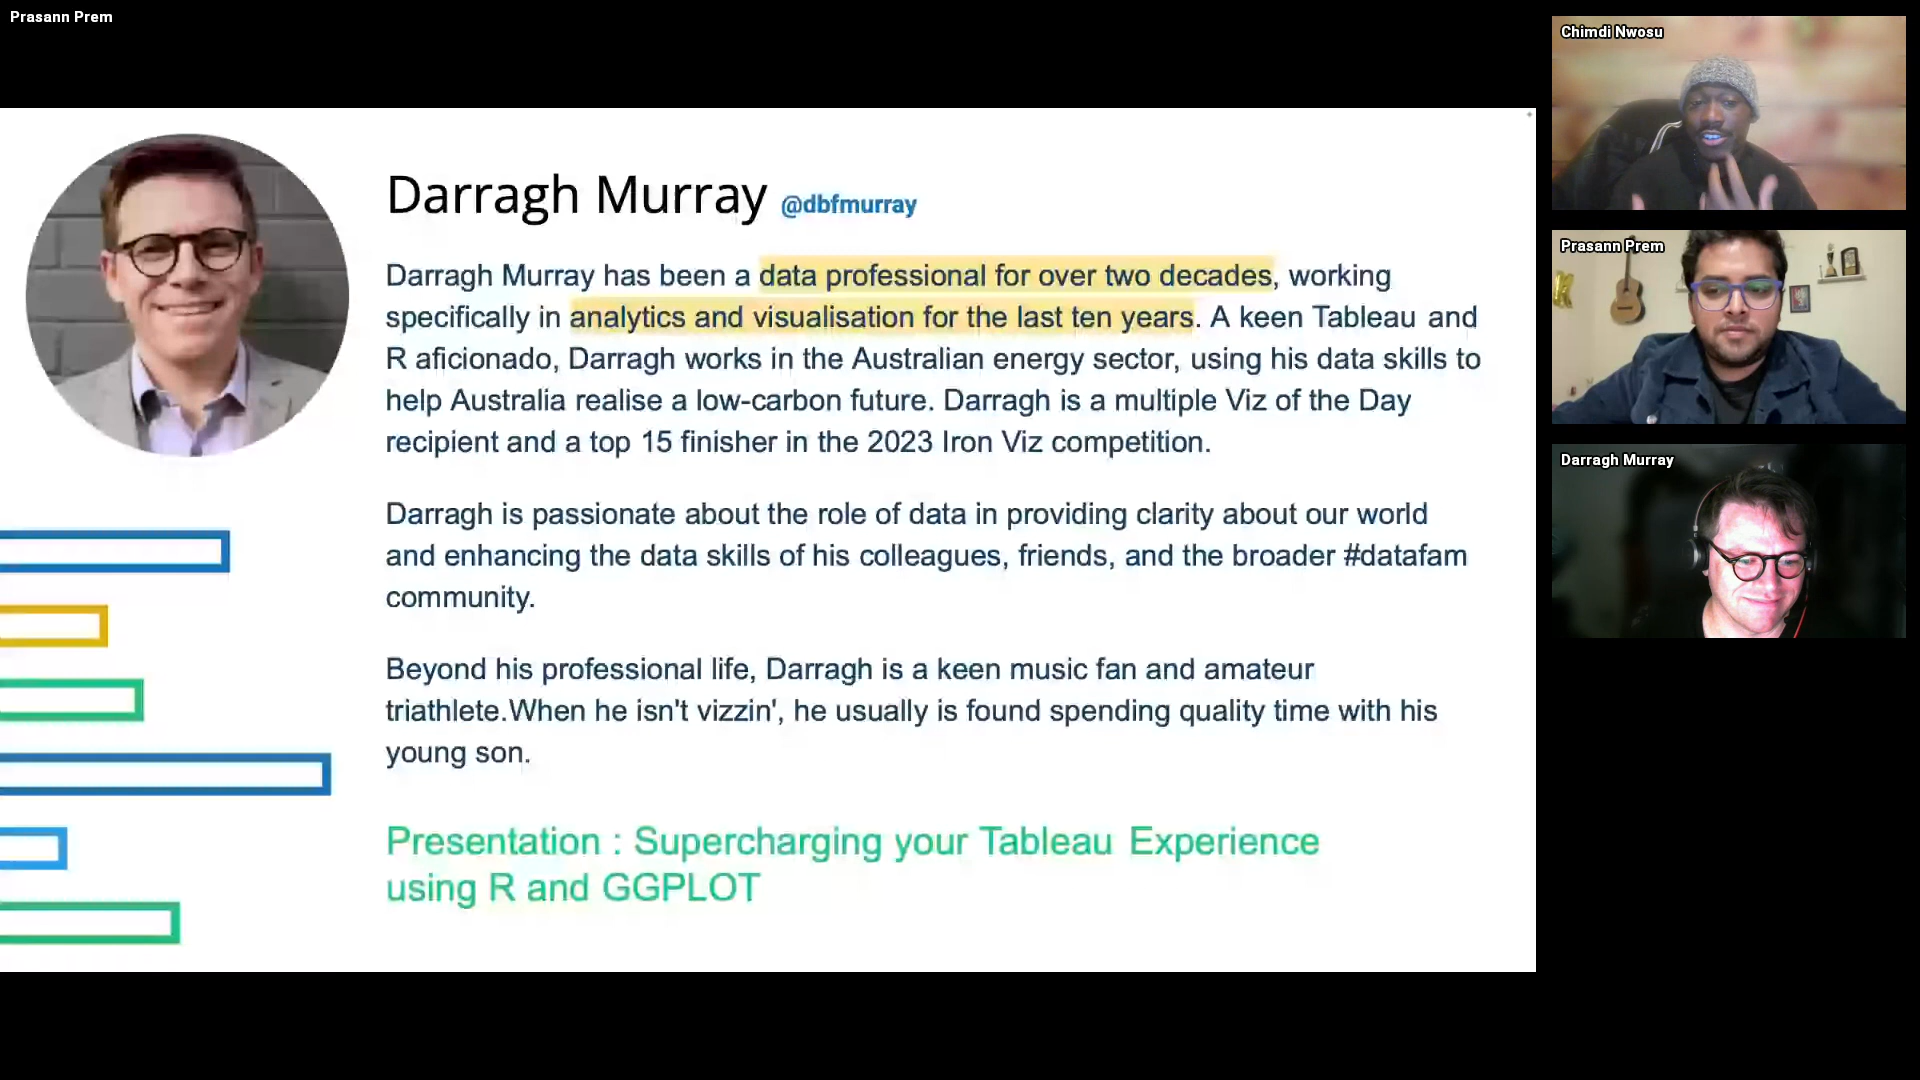 Prasann Prem
Darragh Murray @dbfmurray
Darragh Murray has been a data professional for over two decades, working
specifically in analytics and visualisation for the last ten years. A keen Tableau and
R aficionado, Darragh works in the Australian energy sector, using his data skills to
help Australia realise a low-carbon future. Darragh is a multiple Viz of the Day
recipient and a top 15 finisher in the 2023 Iron Viz competition.
Darragh is passionate about the role of data in providing clarity about our world
and enhancing the data skills of his colleagues, friends, and the broader #datafam
community.
Beyond his professional life, Darragh is a keen music fan and amateur
triathlete.When he isn't vizzin', he usually is found spending quality time with his
young son.
Presentation : Supercharging your Tableau Experience
using R and GGPLOT
Chimdi Nwosu
Prasann Prem
Darragh Murray